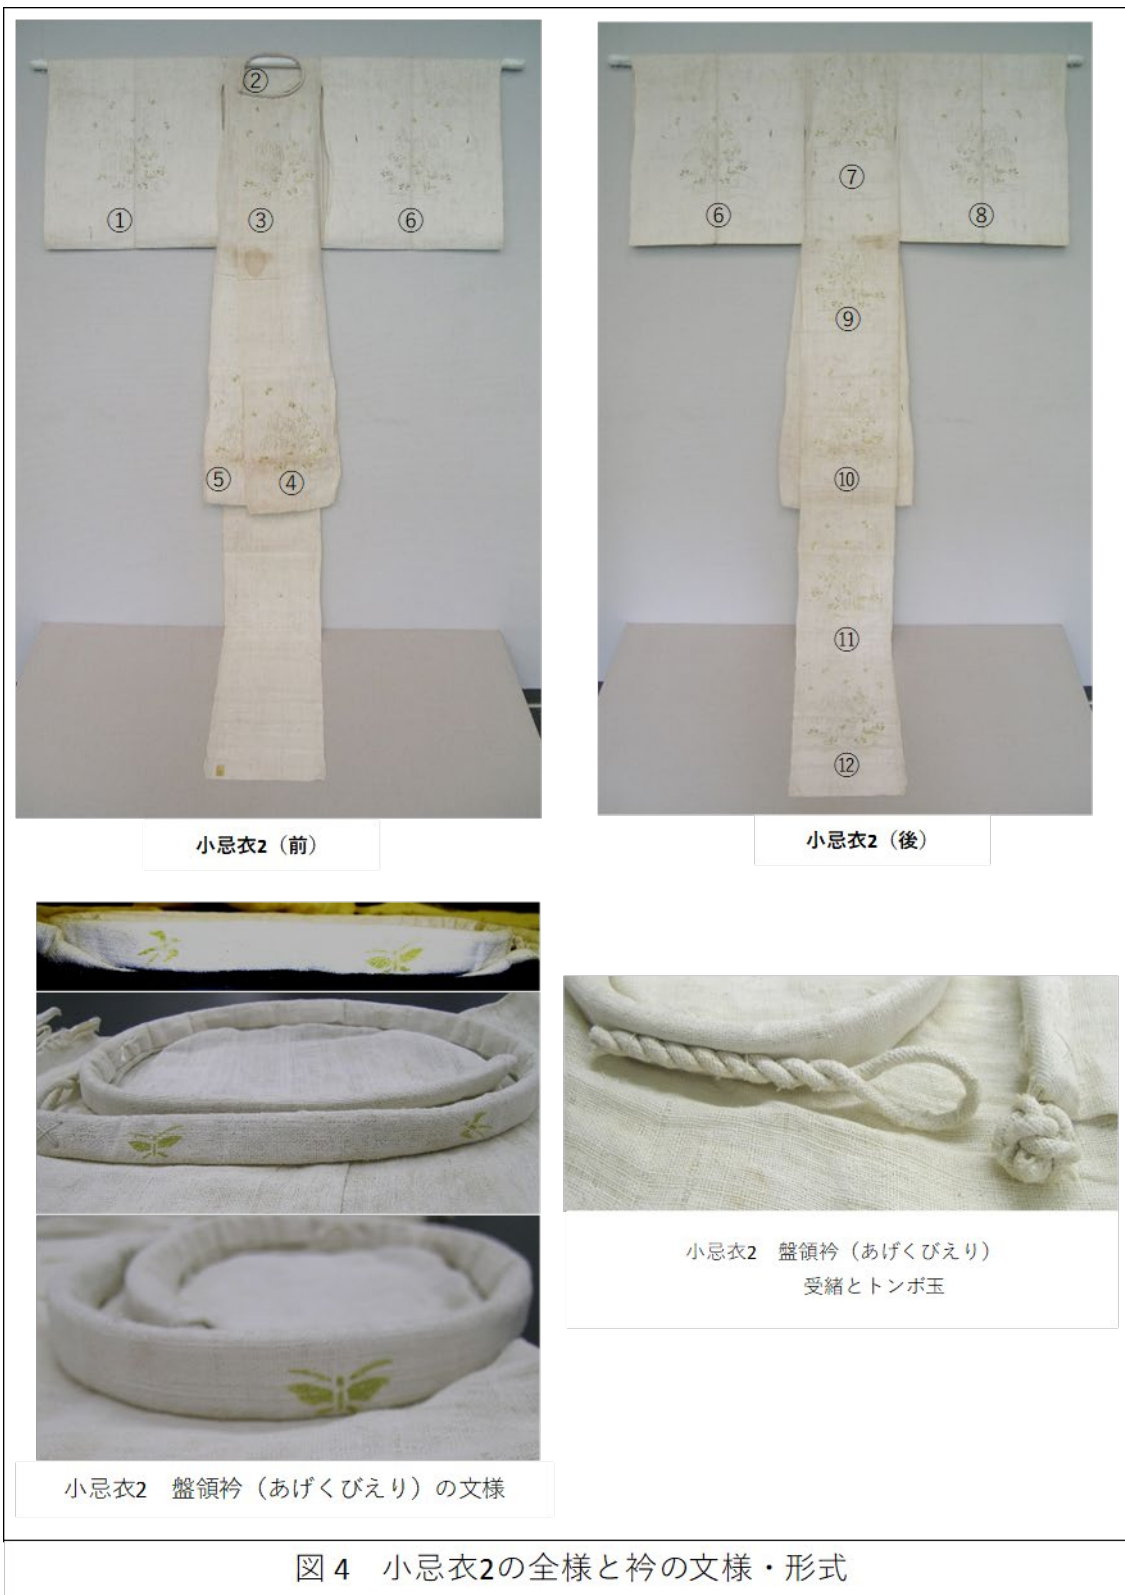 ②
①
③
⑥
⑤
④
小忌衣2（前）
⑦
⑥
⑧
⑨
⑩
⑪
⑫
小忌衣2（後）
小忌衣2　盤領衿（あげくびえり）の文様
小忌衣2　盤領衿（あげくびえり）
受緒とトンボ玉
図４　小忌衣2の全様と衿の文様・形式